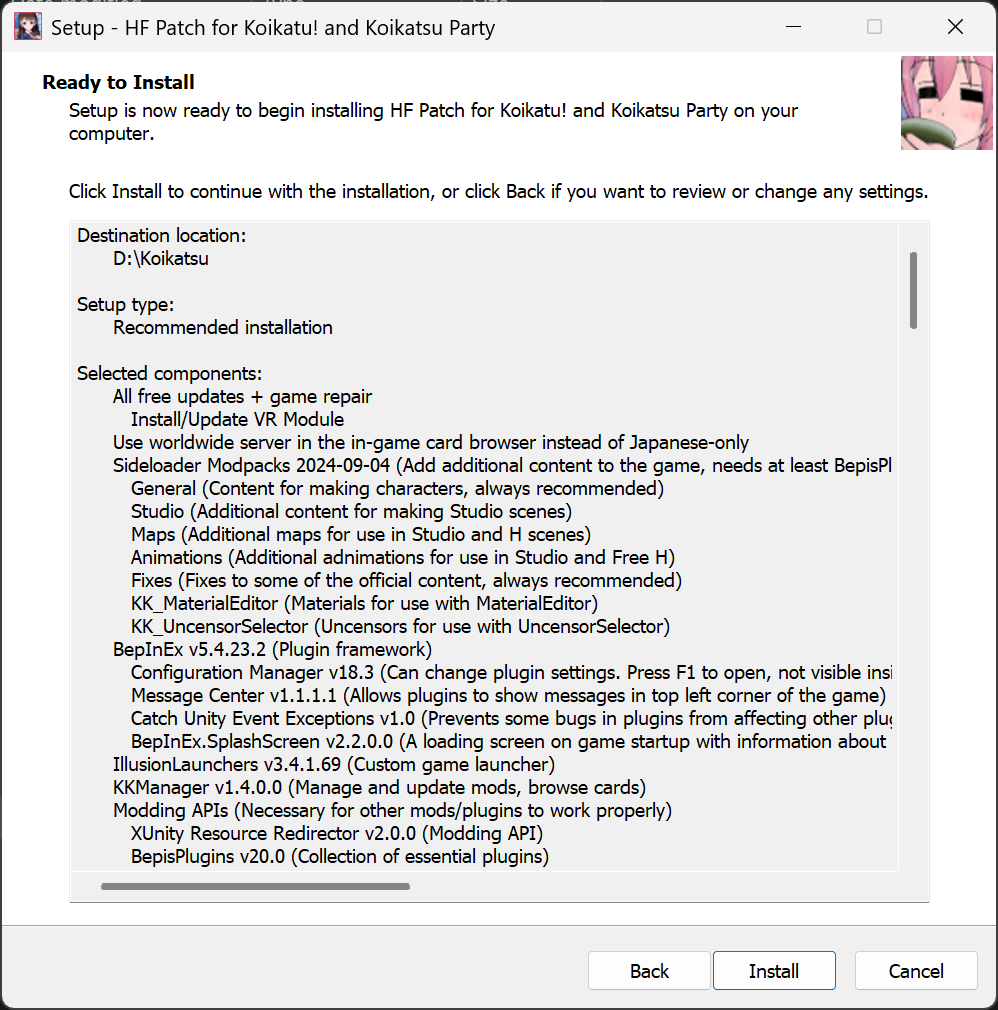 Setup - HF Patch for Koikatu! and Koikatsu Party
Ready to Install
Setup is now ready to begin installing HF Patch for Koikatu! and Koikatsu Party on your
computer.
Click Install to continue with the installation, or click Back if you want to review or change any settings.
Destination location:
D:\Koikatsu
Setup type:
Recommended installation
Selected components:
All free updates + game repair
Install/Update VR Module
Use worldwide server in the in-game card browser instead of Japanese-only
Sideloader Modpacks 2024-09-04 (Add additional content to the game, needs at least BepisPl
General (Content for making characters, always recommended)
Studio (Additional content for making Studio scenes)
Maps (Additional maps for use in Studio and H scenes)
Animations (Additional adnimations for use in Studio and Free H)
Fixes (Fixes to some of the official content, always recommended)
KK_MaterialEditor (Materials for use with MaterialEditor)
KK_UncensorSelector (Uncensors for use with UncensorSelector)
BepInEx v5.4.23.2 (Plugin framework)
Configuration Manager v18.3 (Can change plugin settings. Press F1 to open, not visible insi
Message Center v1.1.1.1 (Allows plugins to show messages in top left corner of the game)
Catch Unity Event Exceptions v1.0 (Prevents some bugs in plugins from affecting other plug
BepInEx.SplashScreen v2.2.0.0 (A loading screen on game startup with information about
IllusionLaunchers v3.4.1.69 (Custom game launcher)
KKManager v1.4.0.0 (Manage and update mods, browse cards)
Modding APIs (Necessary for other mods/plugins to work properly)
XUnity Resource Redirector v2.0.0 (Modding API)
BepisPlugins v20.0 (Collection of essential plugins)
Back
Install
Cancel